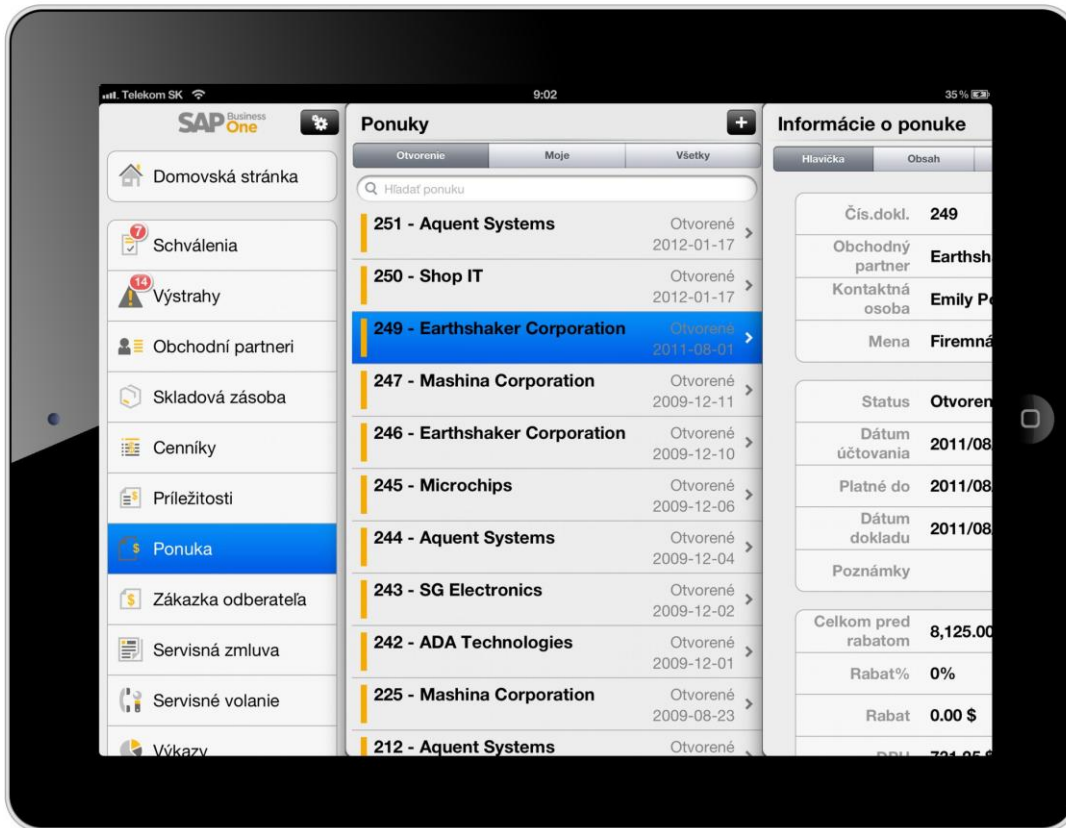 Telekom SK
9:02
35 %
SAP Business One
Domovská stránka
7
Schválenia
14
Výstrahy
Obchodní partneri
Skladová zásoba
Cenníky
Príležitosti
Ponuka
Zákazka odberateľa
Servisná zmluva
Servisné volanie
Výkazy
Ponuky
+
Otvorenie
Moje
Všetky
Hľadať ponuku
251 - Aquent Systems
Otvorené
2012-01-17
250 - Shop IT
Otvorené
2012-01-17
249 - Earthshaker Corporation
Otvorené
2011-08-01
247 - Mashina Corporation
Otvorené
2009-12-11
246 - Earthshaker Corporation
Otvorené
2009-12-10
245 - Microchips
Otvorené
2009-12-06
244 - Aquent Systems
Otvorené
2009-12-04
243 - SG Electronics
Otvorené
2009-12-02
242 - ADA Technologies
Otvorené
2009-12-01
225 - Mashina Corporation
Otvorené
2009-08-23
212 - Aquent Systems
Otvorené
Informácie o ponuke
Hlavička
Obsah
Čís.dokl. 249
Obchodný
partner
Earthsh
Kontaktná
osoba
Emily
Mena Firemná
Status Otvoren
Dátum
účtovania
2011/08
Platné do 2011/08
Dátum
dokladu
2011/08
Poznámky
Celkom pred
rabatom
8,125.00
Rabat% 0%
Rabat 0.00 $